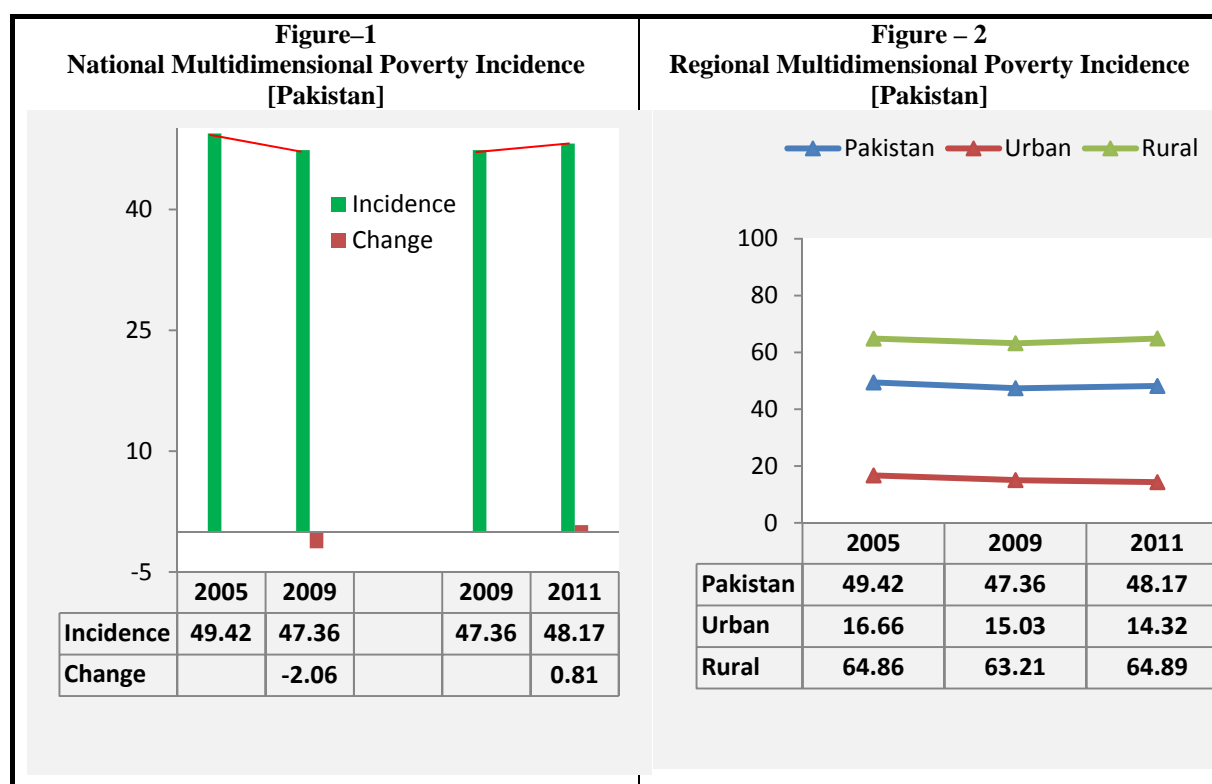 Figure–1
National Multidimensional Poverty Incidence
[Pakistan]
40
25
10
-5
Incidence
Change
2005 2009 2009 2011
Incidence 49.42 47.36 47.36 48.17
Change -2.06 0.81
Figure – 2
Regional Multidimensional Poverty Incidence
[Pakistan]
Pakistan Urban Rural
100
80
60
40
20
0
2005 2009 2011
Pakistan 49.42 47.36 48.17
Urban 16.66 15.03 14.32
Rural 64.86 63.21 64.89